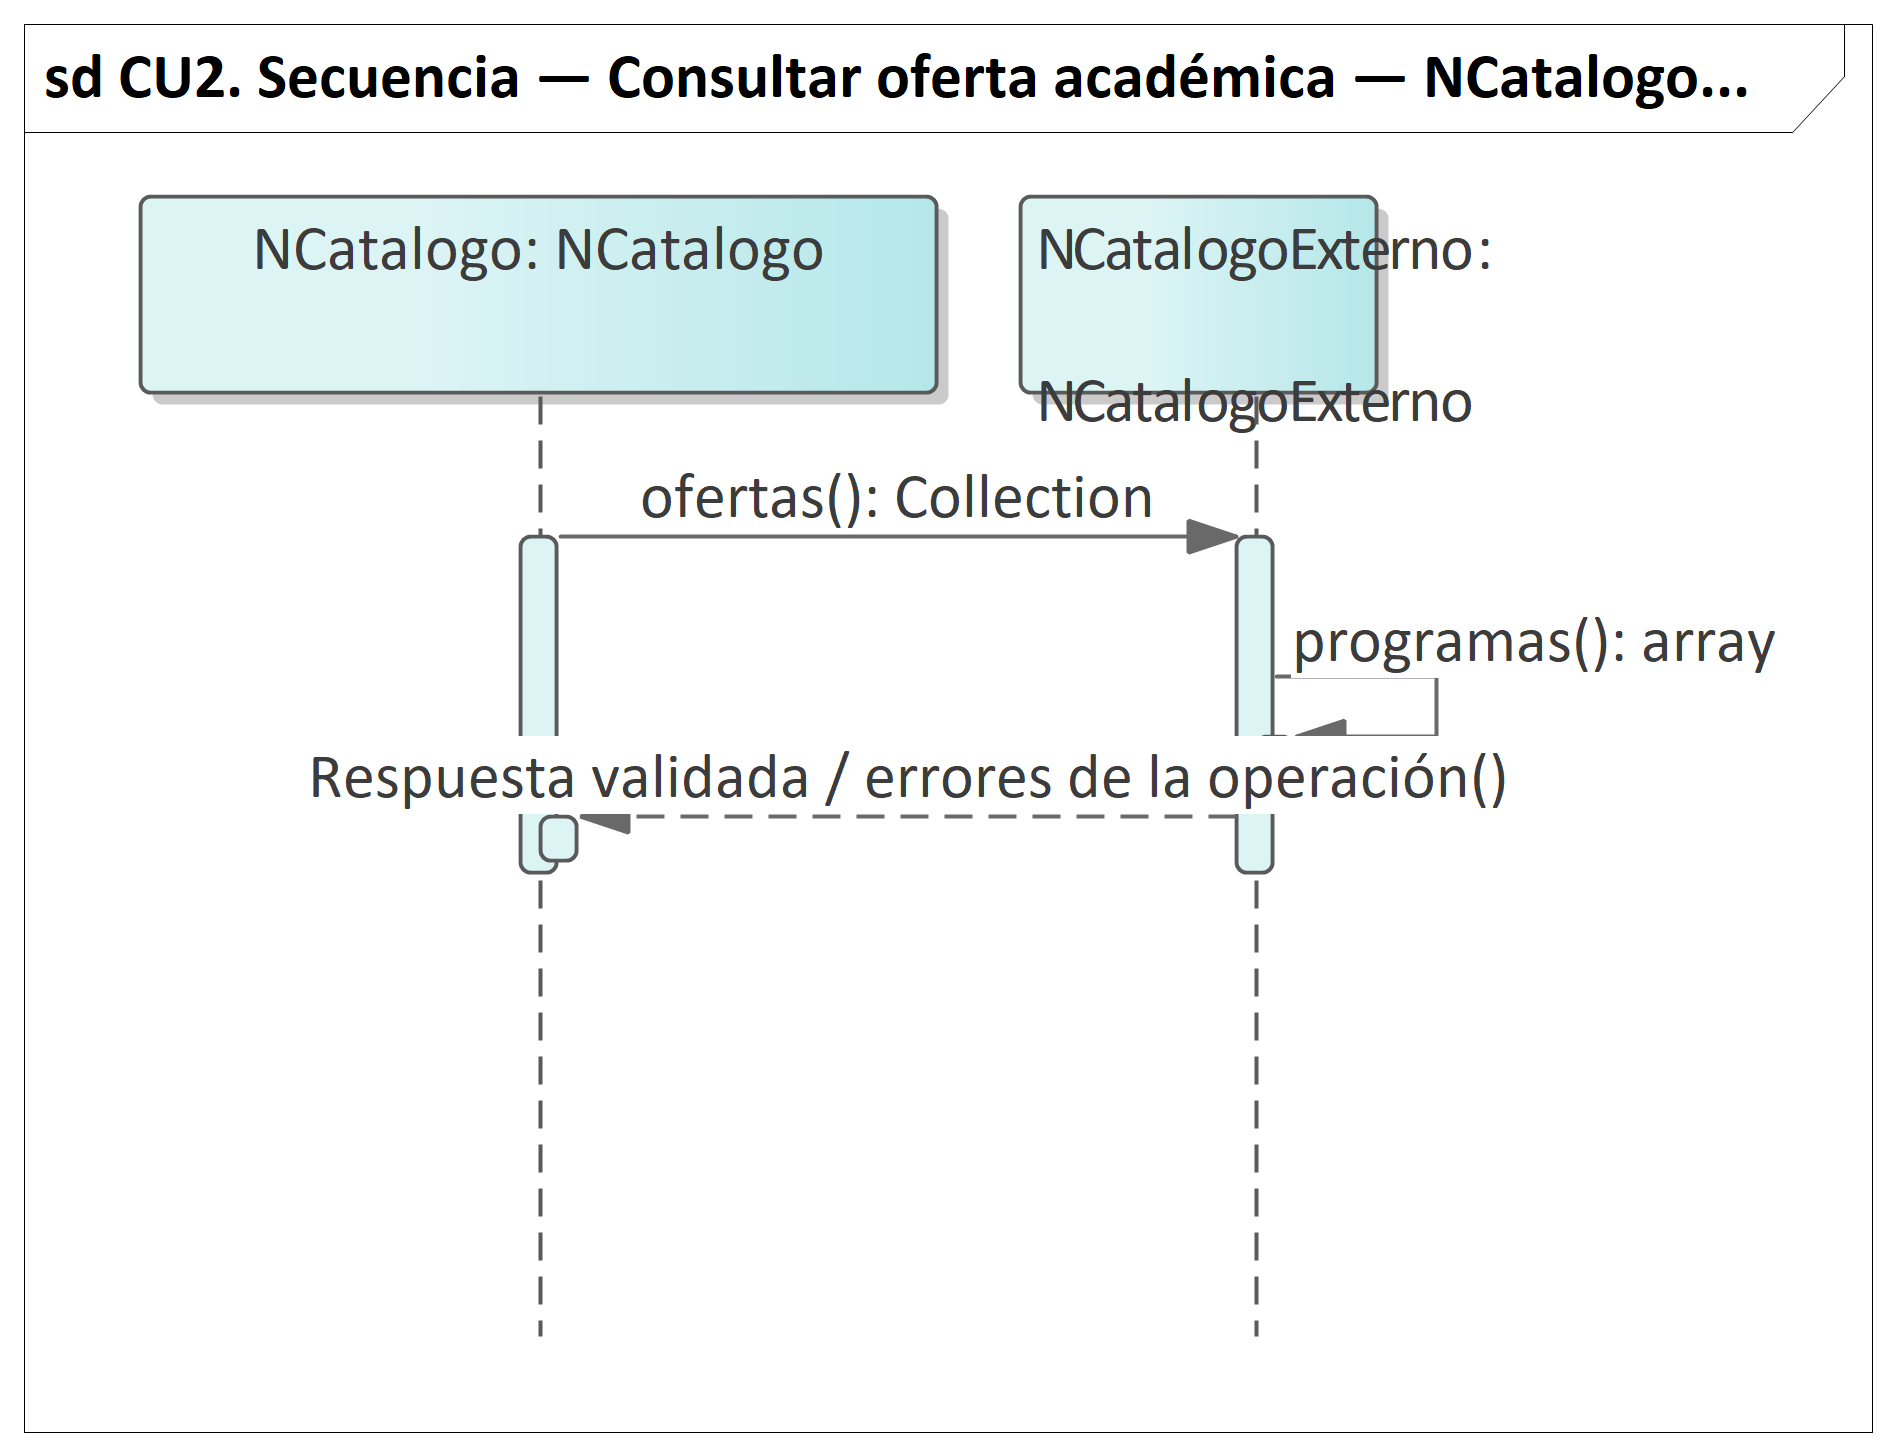 sd CU2. Secuencia — Consultar oferta académica — NCatalogo...
NCatalogo: NCatalogo
NCatalogoExterno:
NCatalogoExterno
ofertas(): Collection
programas(): array
Respuesta validada / errores de la operación()